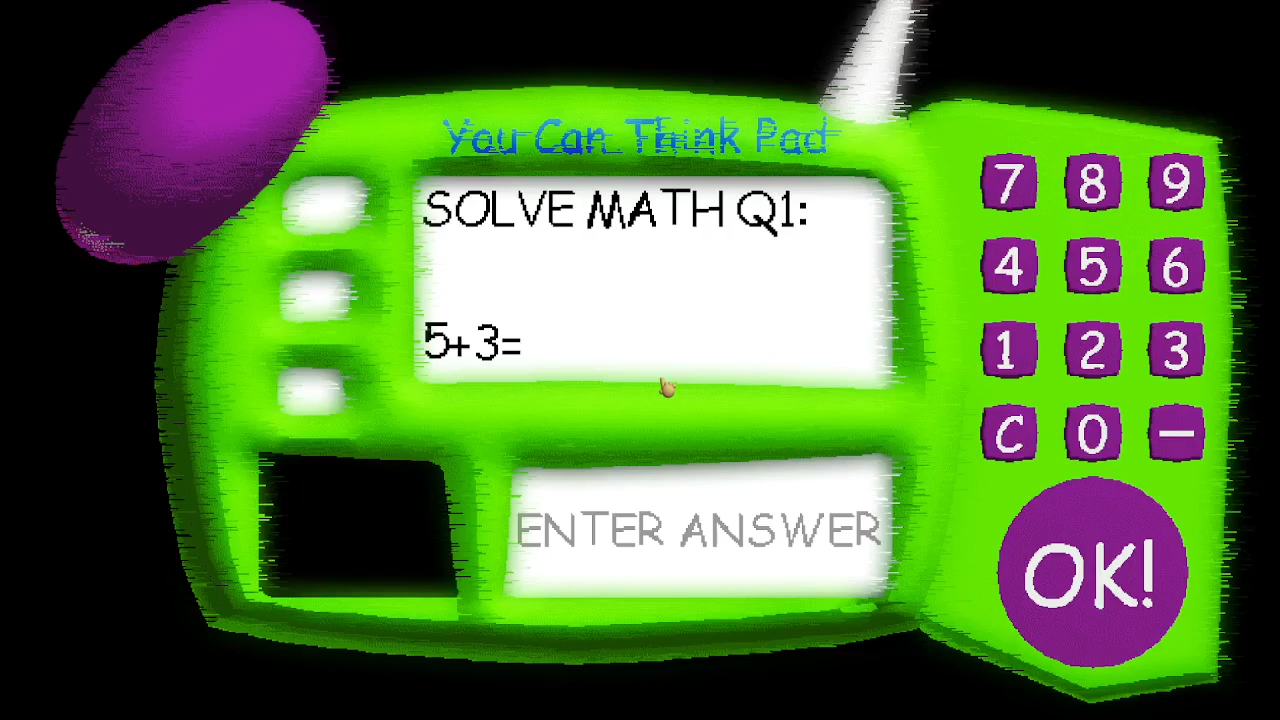 You Can Think Pad
SOLVE MATH Q1:
5+3=
ENTER ANSWER
7 8 9
4 5 6
1 2 3
C 0 −
OK!